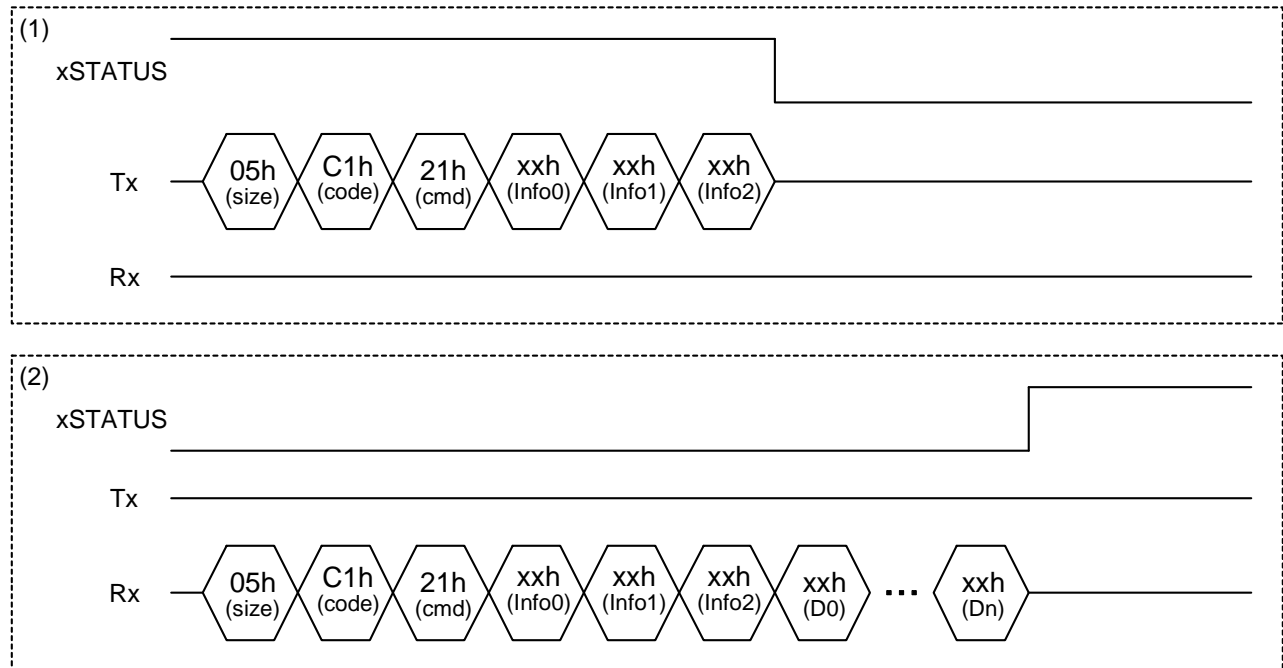 (1)
xSTATUS
Tx
05h C1h 21h xxh xxh xxh
(size) (code) (cmd) (Info0) (Info1) (Info2)
Rx
(2)
xSTATUS
Tx
Rx
05h C1h 21h xxh xxh xxh xxh ... xxh
(size) (code) (cmd) (Info0) (Info1) (Info2) (D0) (Dn)